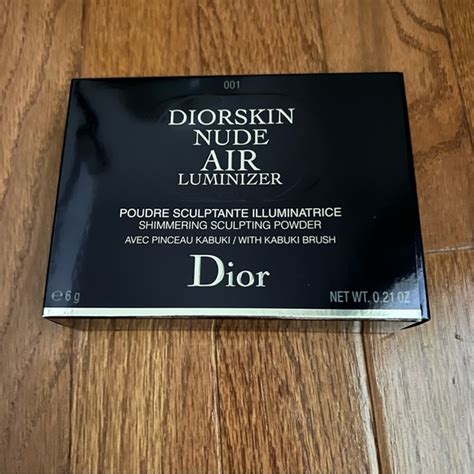 001
DIORSKIN
NUDE
AIR
LUMINIZER
POUDRE SCULPTANTE ILLUMINATRICE
SHIMMERING SCULPTING POWDER
AVEC PINCEAU KABUKI / WITH KABUKI BRUSH
Dior
℮ 6 g NET WT. 0.21 OZ